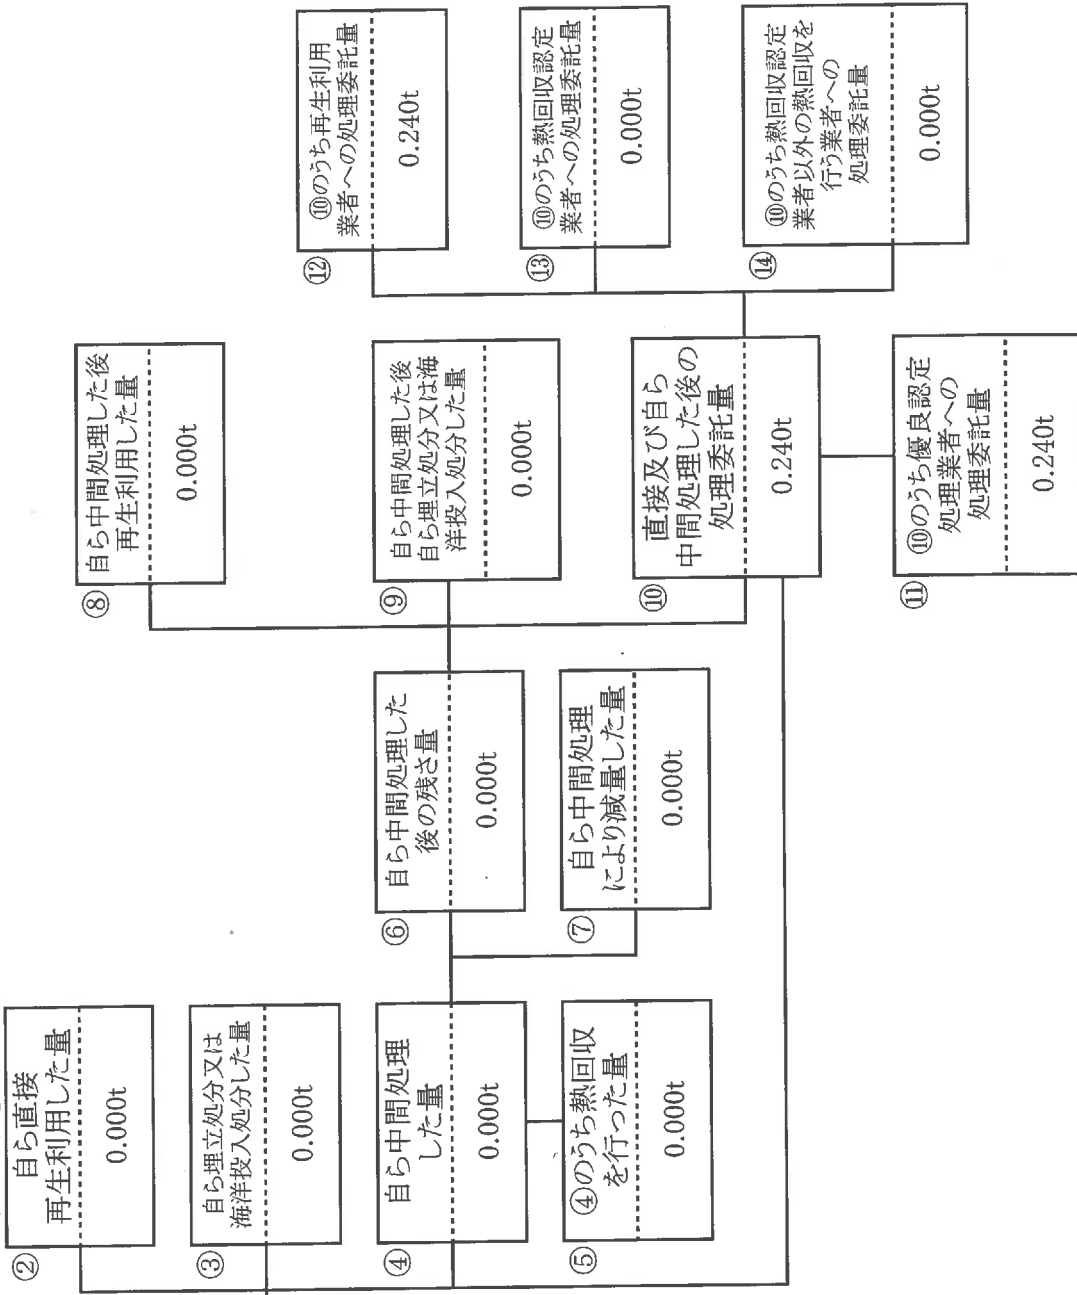 ②
自ら直接
再生利用した量
0.000t
③
自ら埋立処分又は
海洋投入処分した量
0.000t
④
自ら中間処理
した量
0.000t
⑤
④のうち熱回収
を行った量
0.000t
⑥
自ら中間処理した
後の残さ量
0.000t
⑦
自ら中間処理
により減量した量
0.000t
⑧
自ら中間処理した後
再生利用した量
0.000t
⑨
自ら中間処理した後
自ら埋立処分又は海
洋投入処分した量
0.000t
⑩
直接及び自ら
中間処理した後の
処理委託量
0.240t
⑪
⑩のうち優良認定
処理業者への
処理委託量
0.240t
⑫
⑩のうち再生利用
業者への処理委託量
0.240t
⑬
⑩のうち熱回収認定
業者への処理委託量
0.000t
⑭
⑩のうち熱回収認定
業者以外の熱回収を
行う業者への
処理委託量
0.000t